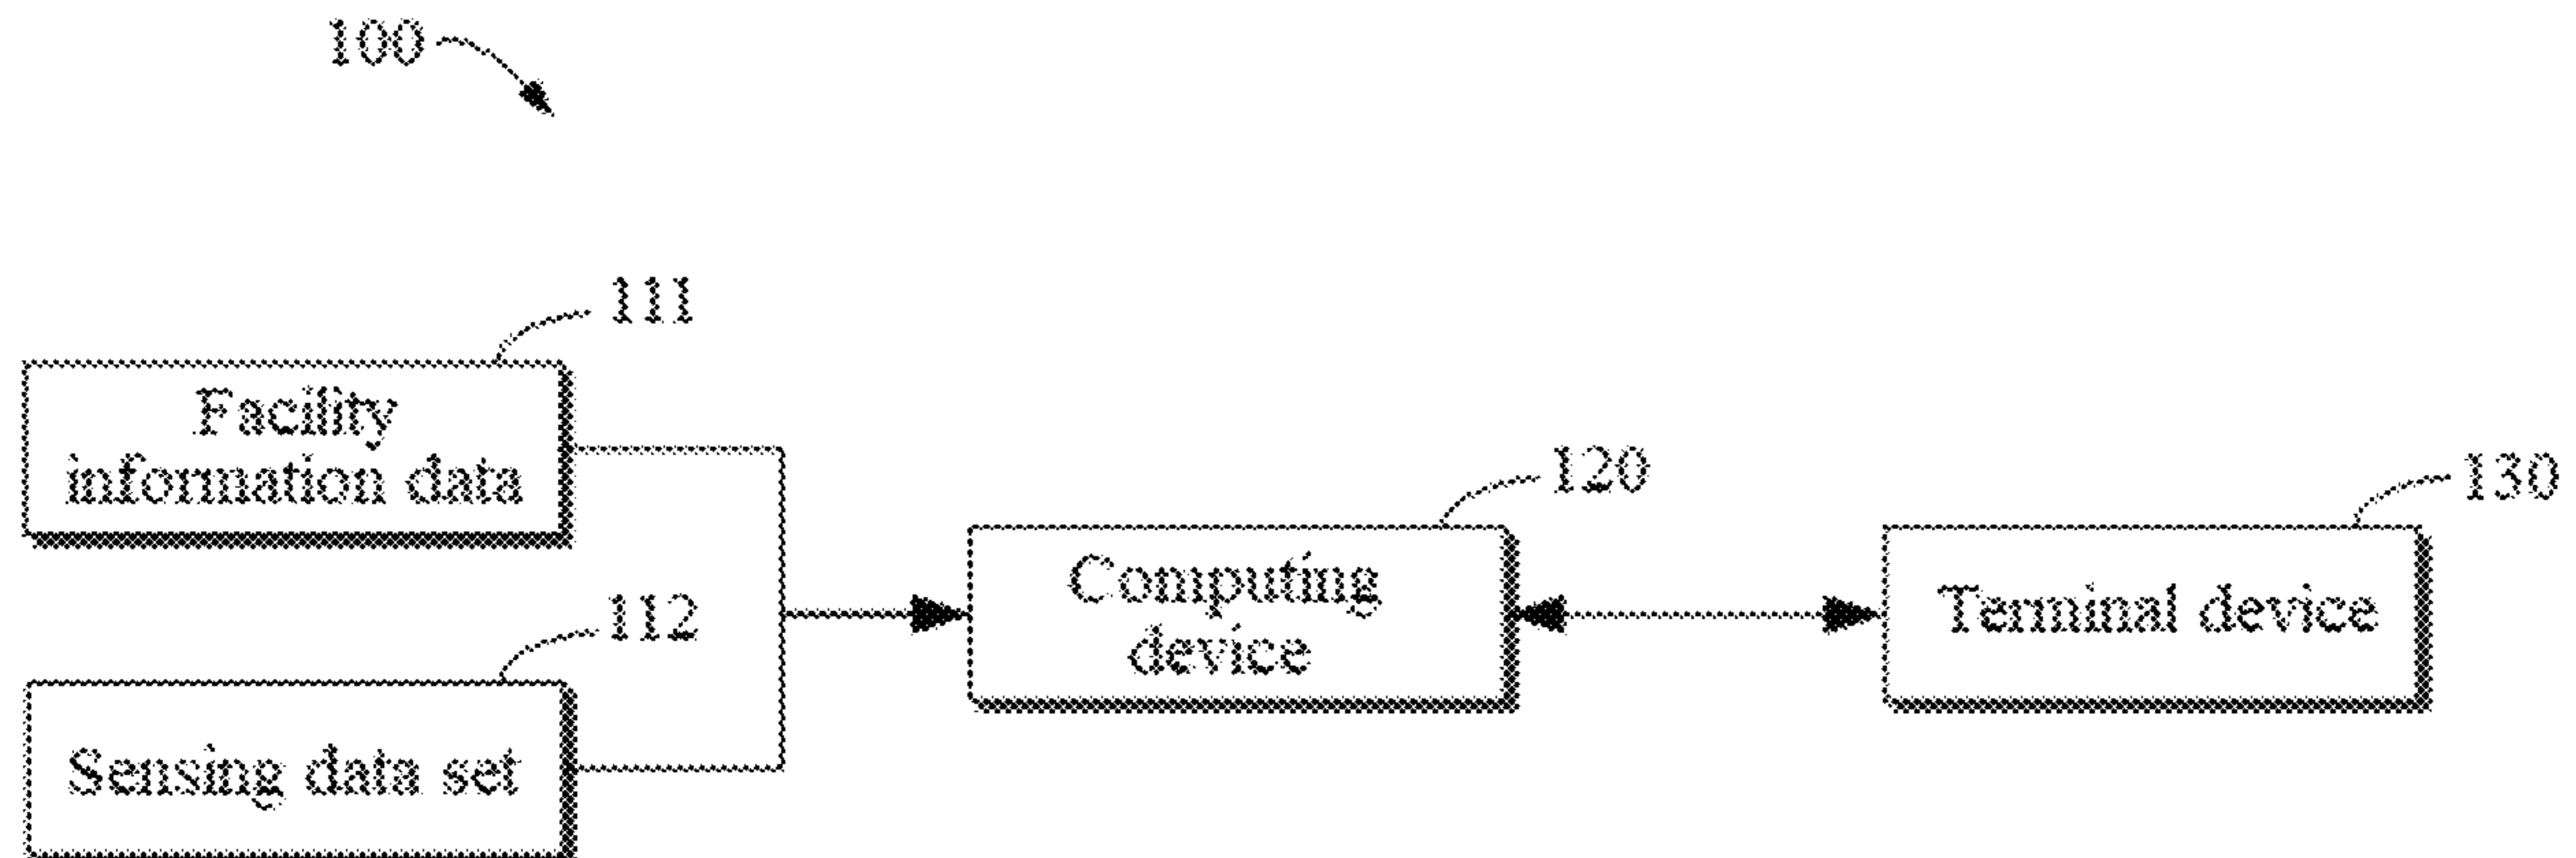 100
111
Facility
information data
120
130
Computing
device
Terminal device
112
Sensing data set